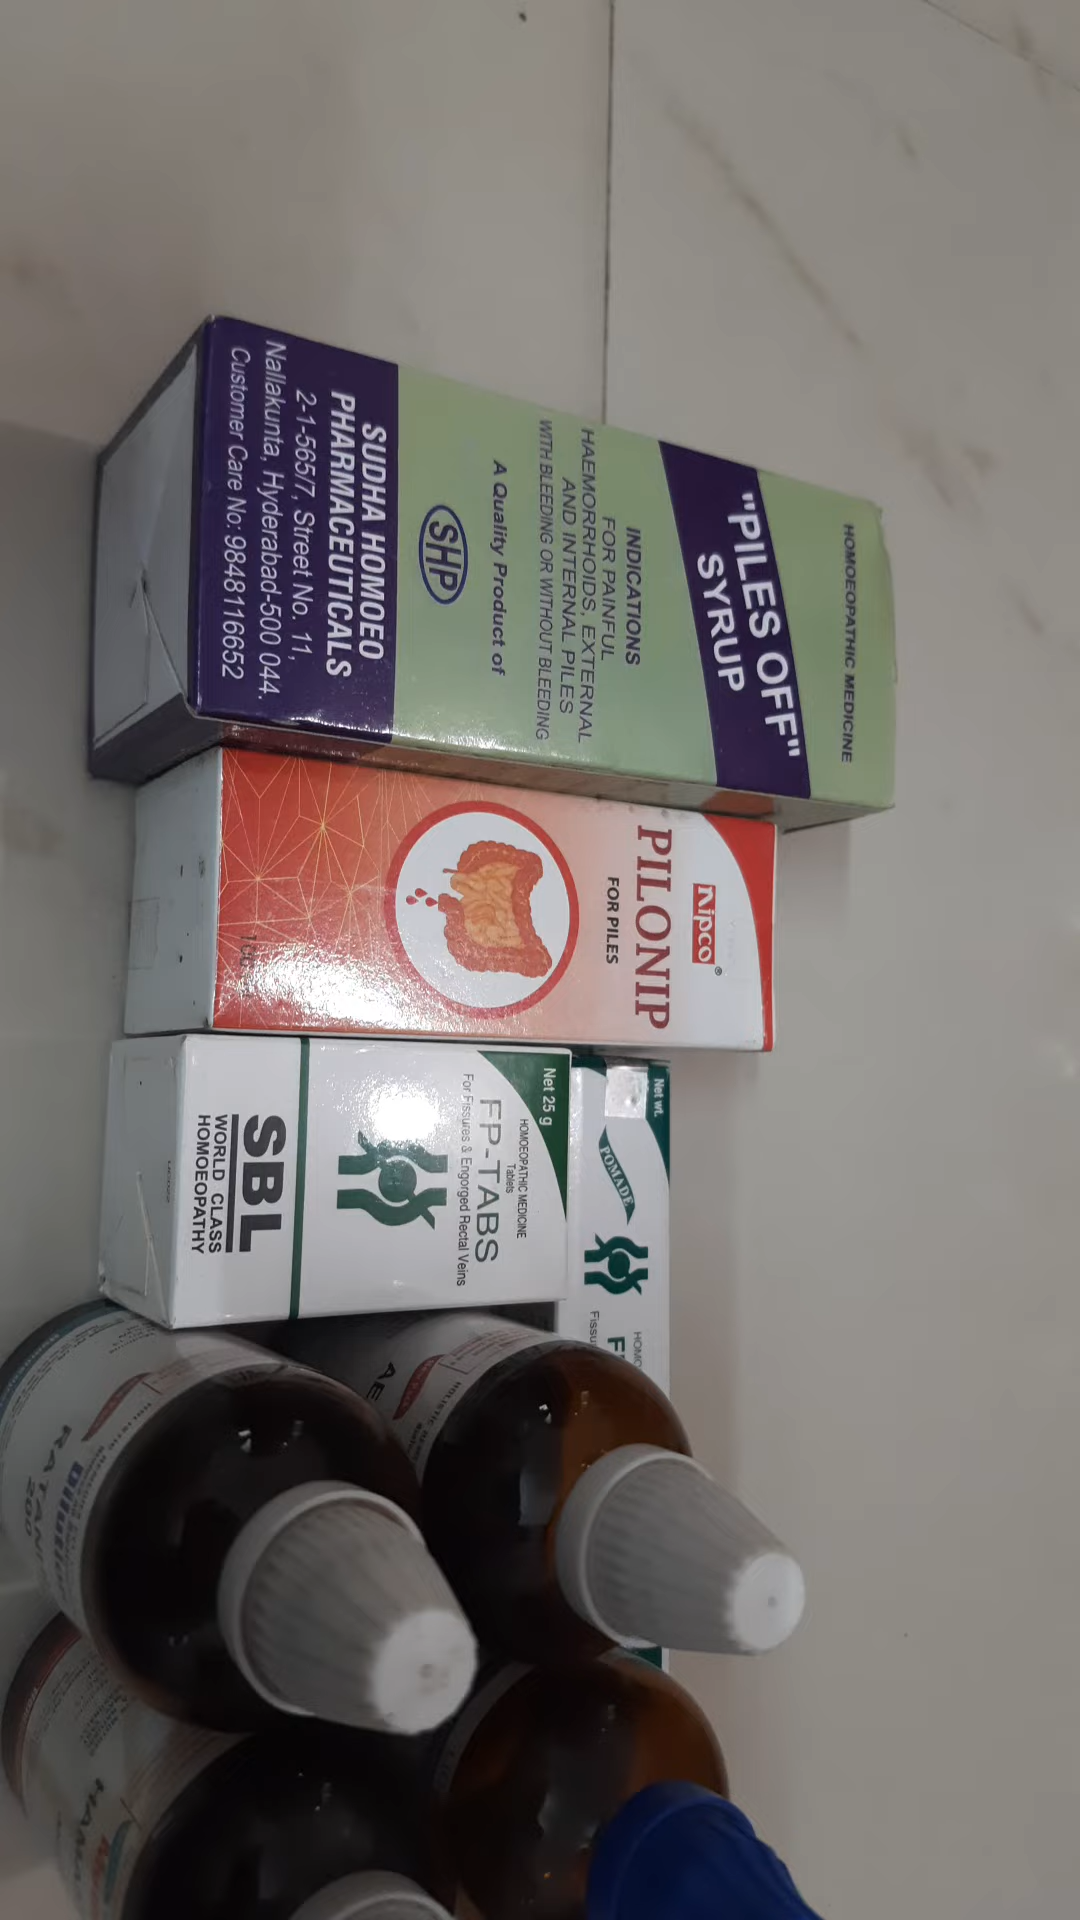 HOMOEOPATHIC MEDICINE
"PILES OFF"
SYRUP
INDICATIONS
FOR PAINFUL
HAEMORRHOIDS, EXTERNAL
AND INTERNAL PILES
WITH BLEEDING OR WITHOUT BLEEDING
A Quality Product of
SHP
SUDHA HOMOEO
PHARMACEUTICALS
2-1-565/7, Street No. 11,
Nallakunta, Hyderabad-500 044.
Customer Care No: 9848116652
Nipco®
PILONIP
FOR PILES
Net 25 g
HOMOEOPATHIC MEDICINE
Tablets
FP-TABS
For Fissures & Engorged Rectal Veins
SBL
WORLD CLASS
HOMOEOPATHY
Net wt.
POMADE
Dilution
200